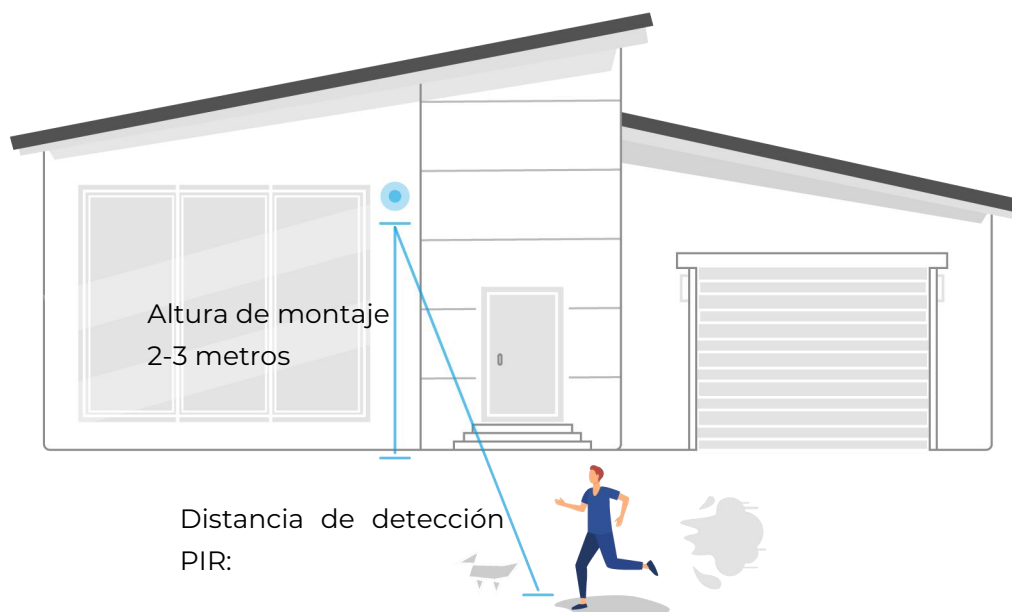 Altura de montaje
2-3 metros
Distancia de detección
PIR: